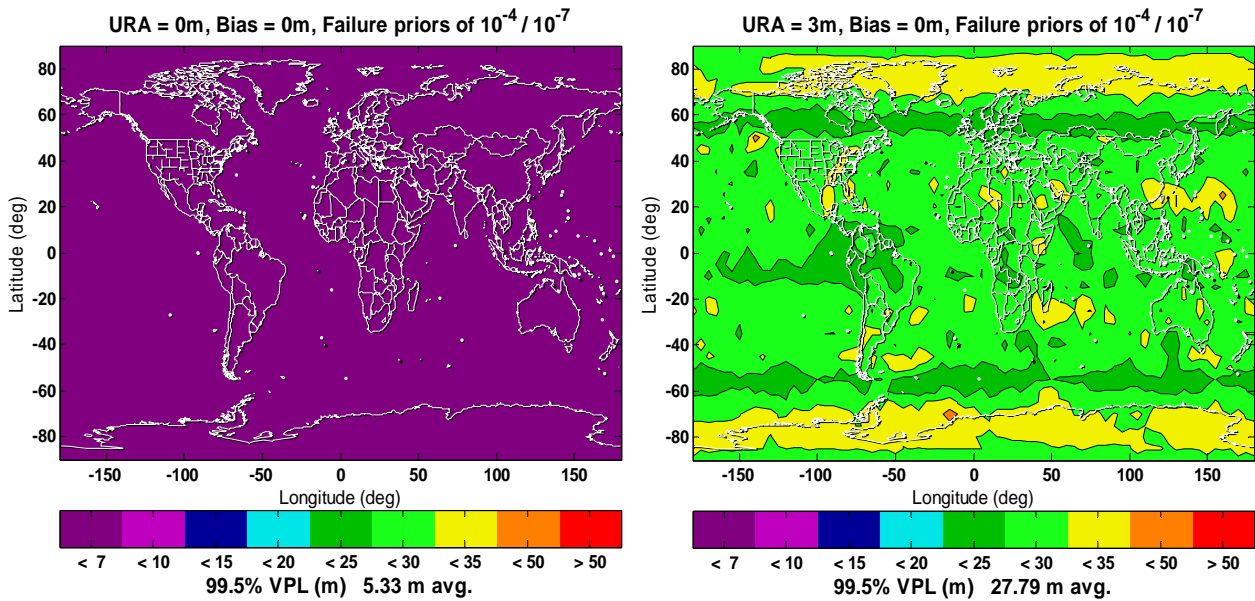 URA = 0m, Bias = 0m, Failure priors of 10^-4 / 10^-7
80
60
40
20
0
-20
-40
-60
-80
Latitude (deg)
-150 -100 -50 0 50 100 150
Longitude (deg)
< 7 < 10 < 15 < 20 < 25 < 30 < 35 < 50 > 50
99.5% VPL (m) 5.33 m avg.
URA = 3m, Bias = 0m, Failure priors of 10^-4 / 10^-7
80
60
40
20
0
-20
-40
-60
-80
Latitude (deg)
-150 -100 -50 0 50 100 150
Longitude (deg)
< 7 < 10 < 15 < 20 < 25 < 30 < 35 < 50 > 50
99.5% VPL (m) 27.79 m avg.